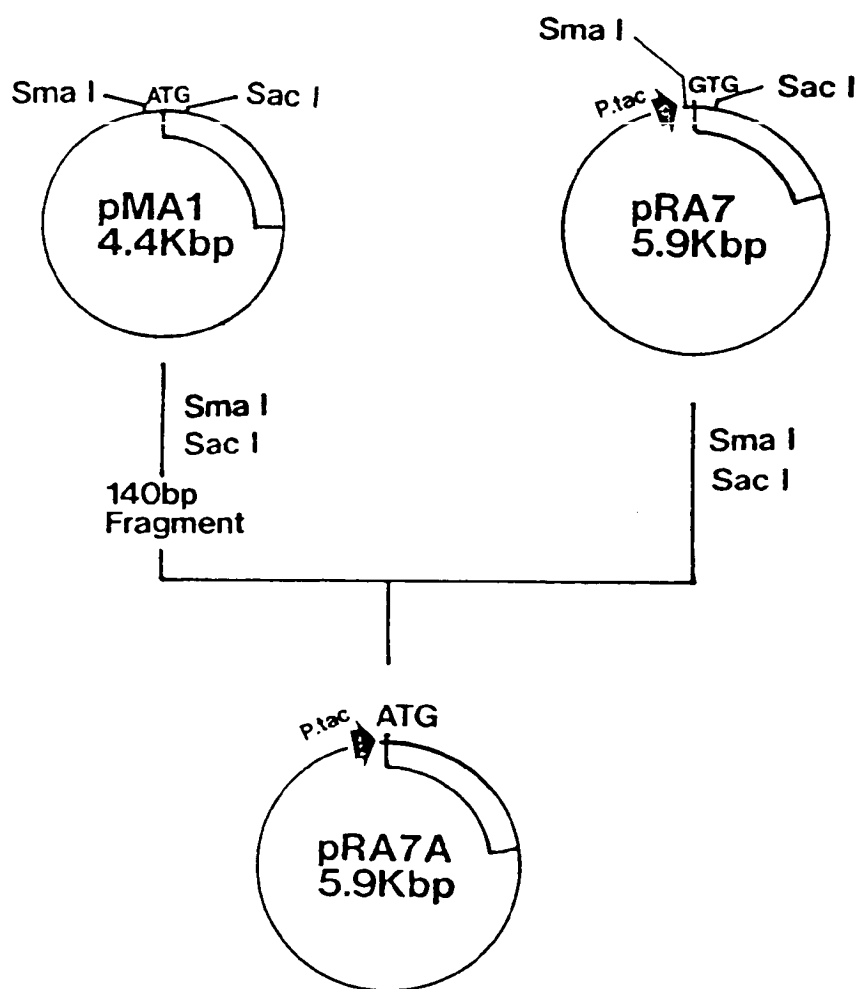 Sma I
ATG
Sac I
pMA1
4.4Kbp
Sma I
GTG
Sac I
P.tac
pRA7
5.9Kbp
Sma I
Sac I
140bp
Fragment
Sma I
Sac I
P.tac
ATG
pRA7A
5.9Kbp